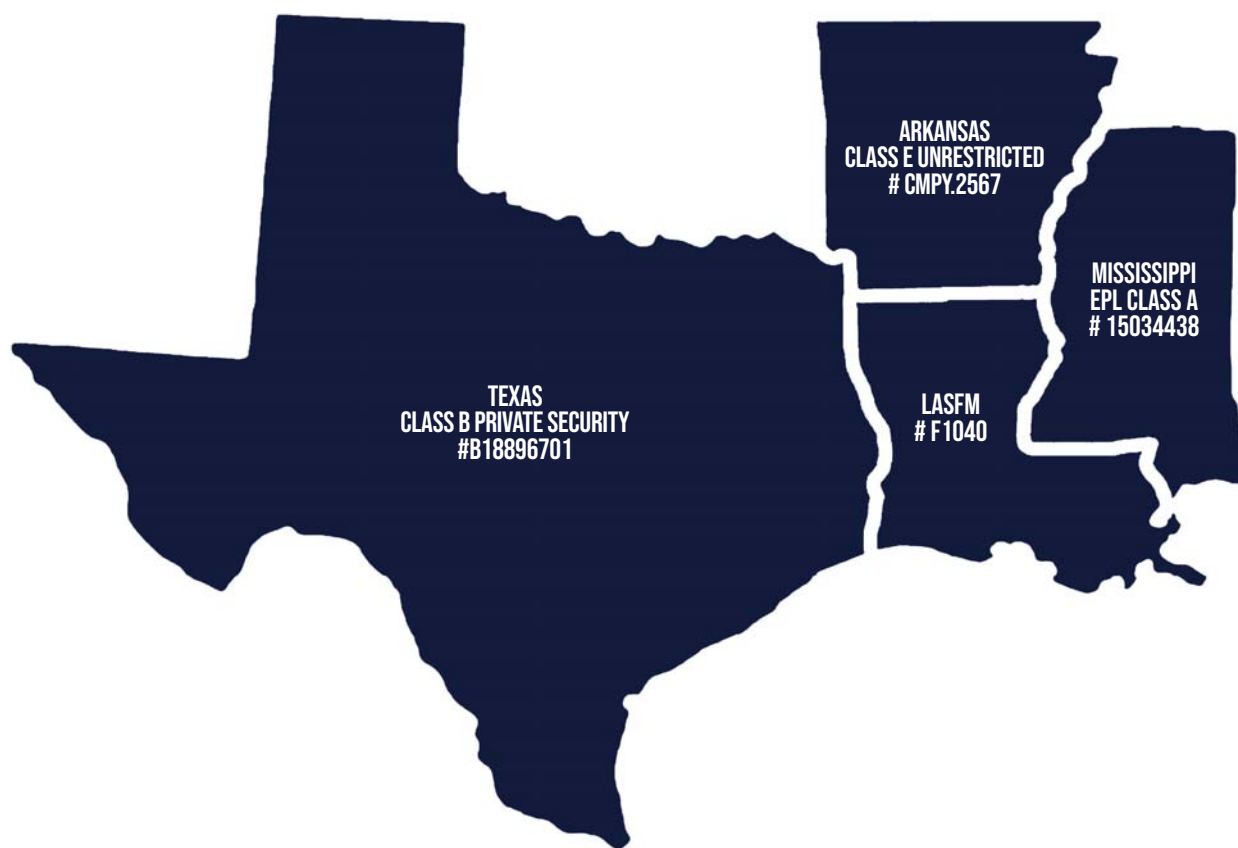 ARKANSAS
CLASS E UNRESTRICTED
# CMPY.2567
MISSISSIPPI
EPL CLASS A
# 15034438
TEXAS
CLASS B PRIVATE SECURITY
#B18896701
LASFM
# F1040